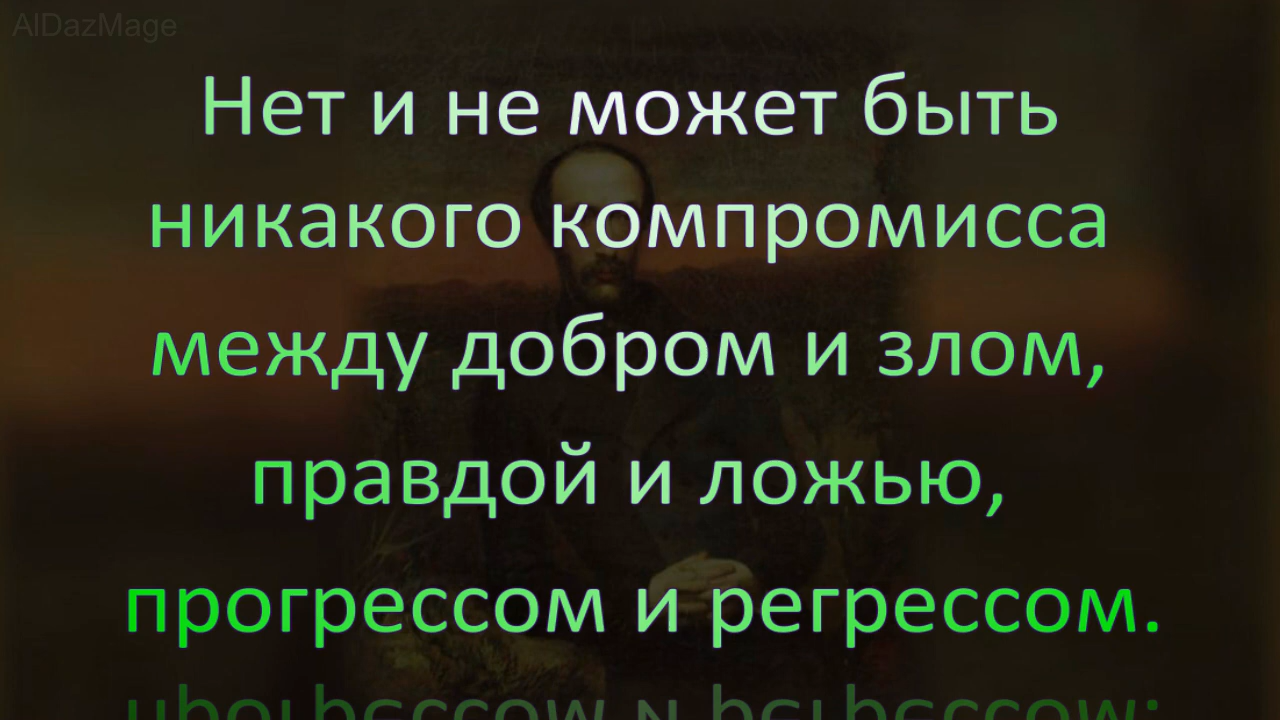 AlDazMage
Нет и не может быть
никакого компромисса
между добром и злом,
правдой и ложью,
прогрессом и регрессом.